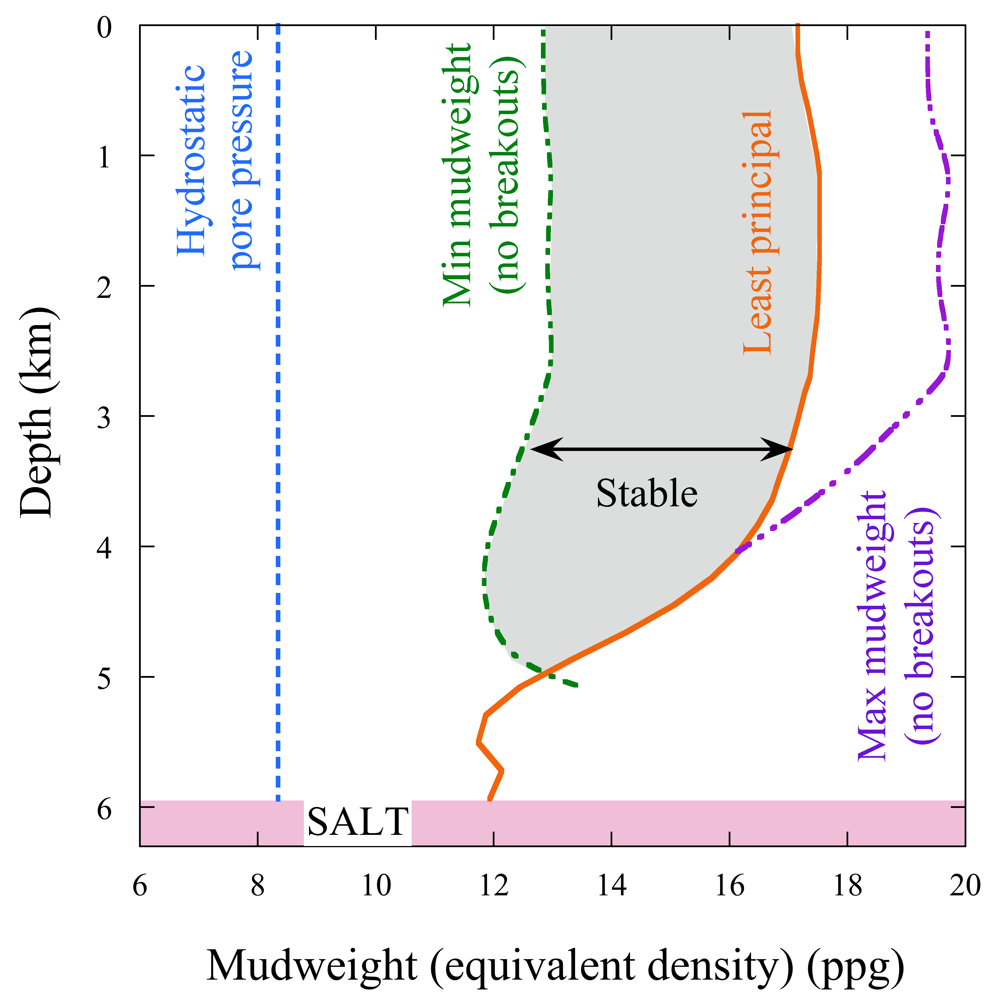 0
1
2
3
4
5
6
Depth (km)
Hydrostatic
pore pressure
Min mudweight
(no breakouts)
Least principal
Stable
Max mudweight
(no breakouts)
SALT
6 8 10 12 14 16 18 20
Mudweight (equivalent density) (ppg)